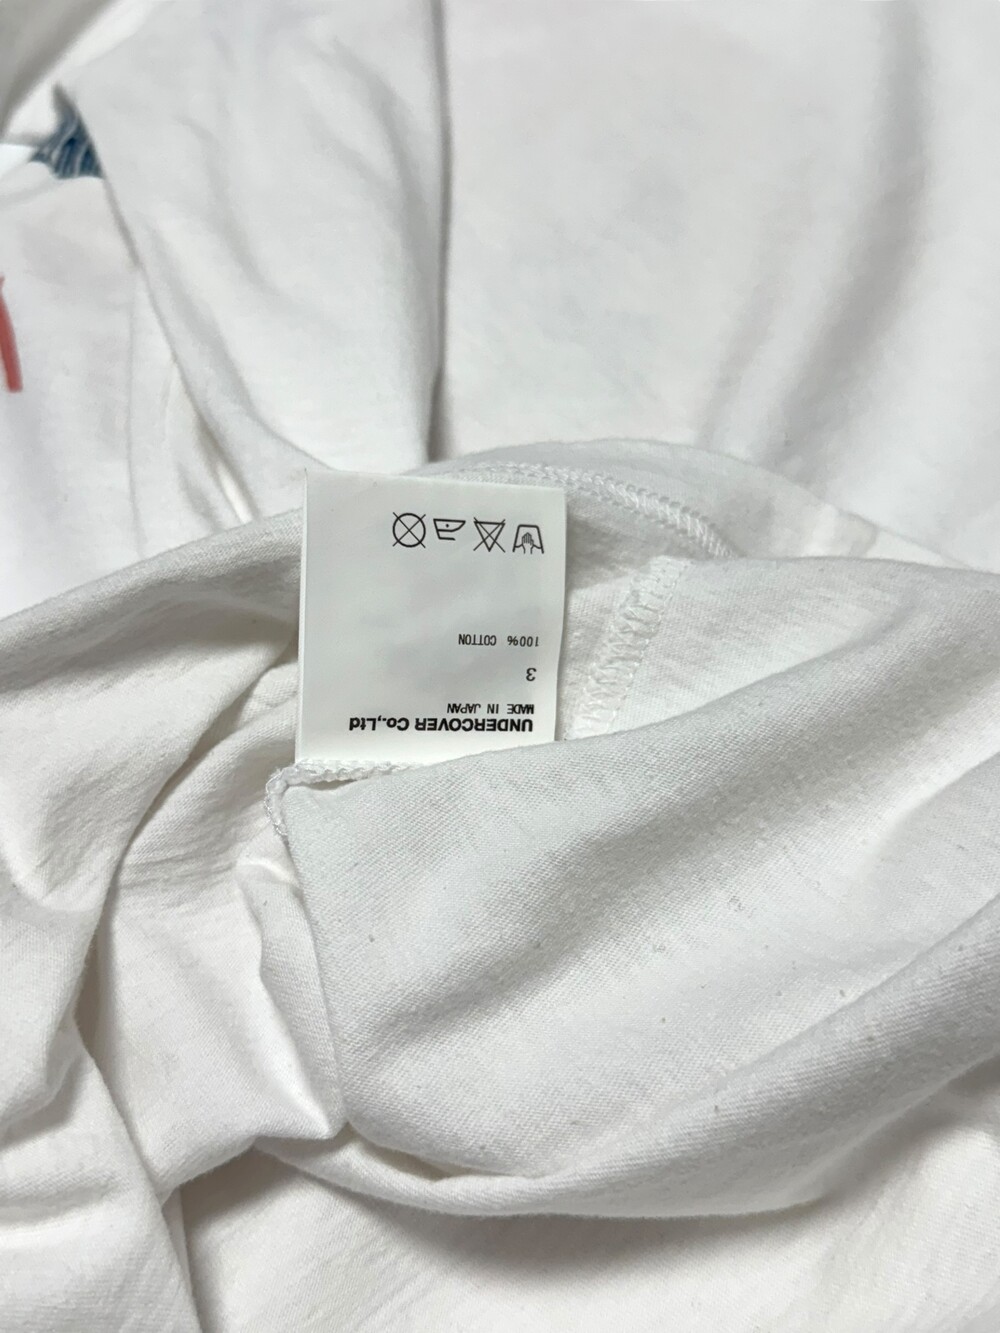 UNDERCOVER Co.,Ltd
MADE IN JAPAN
3
100% COTTON